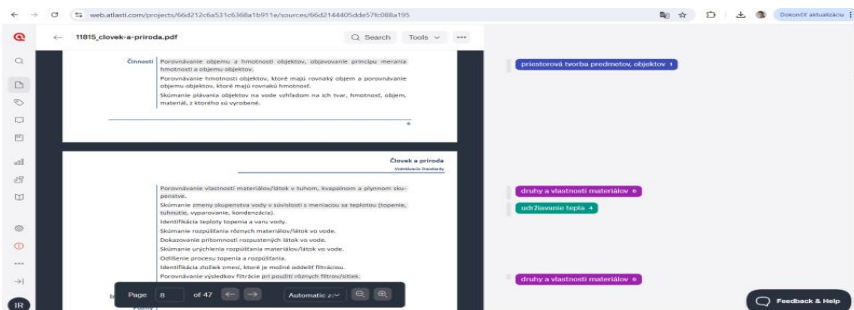 web.atlasti.com/projects/66d212c6a531c6368a1b911e/sources/66d2144405dde57fc088a195
Dokončiť aktualizáciu
11815_clovek-a-priroda.pdf
Search
Tools
Činnosti
Porovnávanie objemu a hmotnosti objektov, objavovanie princípu merania
hmotnosti a objemu objektov.
Porovnávanie hmotnosti objektov, ktoré majú rovnaký objem a porovnávanie
objemu objektov, ktoré majú rovnakú hmotnosť.
Skúmanie plávania objektov na vode vzhľadom na ich tvar, hmotnosť, objem,
materiál, z ktorého sú vyrobené.
priestorová tvorba predmetov, objektov 1
Človek a príroda
Vzdelávacie štandardy
Porovnávanie vlastností materiálov/látok v tuhom, kvapalnom a plynnom sku-
penstve.
Skúmanie zmeny skupenstva vody v súvislosti s meniacou sa teplotou (topenie,
tuhnutie, vyparovanie, kondenzácia).
Identifikácia teploty topenia a varu vody.
Skúmanie rozpúšťania rôznych materiálov/látok vo vode.
Dokazovanie prítomnosti rozpustených látok vo vode.
Skúmanie urýchlenia rozpúšťania materiálov/látok vo vode.
Odlíšenie procesu topenia a rozpúšťania.
Identifikácia zložiek zmesí, ktoré je možné oddeliť filtráciou.
Porovnávanie výsledkov filtrácie pri použití rôznych filtrov/sitiek.
druhy a vlastnosti materiálov 6
udržiavanie tepla 4
druhy a vlastnosti materiálov 6
Page 8 of 47
Automatic z
Feedback & Help
IR